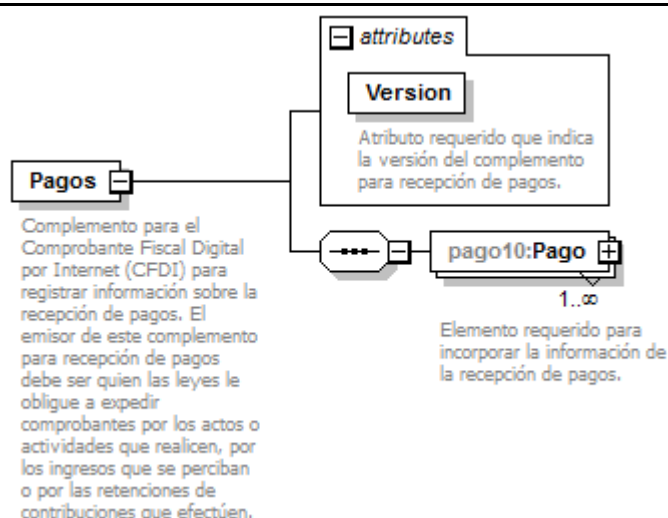 attributes
Version
Atributo requerido que indica
la versión del complemento
para recepción de pagos.
Pagos
Complemento para el
Comprobante Fiscal Digital
por Internet (CFDI) para
registrar información sobre la
recepción de pagos. El
emisor de este complemento
para recepción de pagos
debe ser quien las leyes le
obligue a expedir
comprobantes por los actos o
actividades que realicen, por
los ingresos que se perciban
o por las retenciones de
contribuciones que efectúen.
pago10:Pago
1..∞
Elemento requerido para
incorporar la información de
la recepción de pagos.